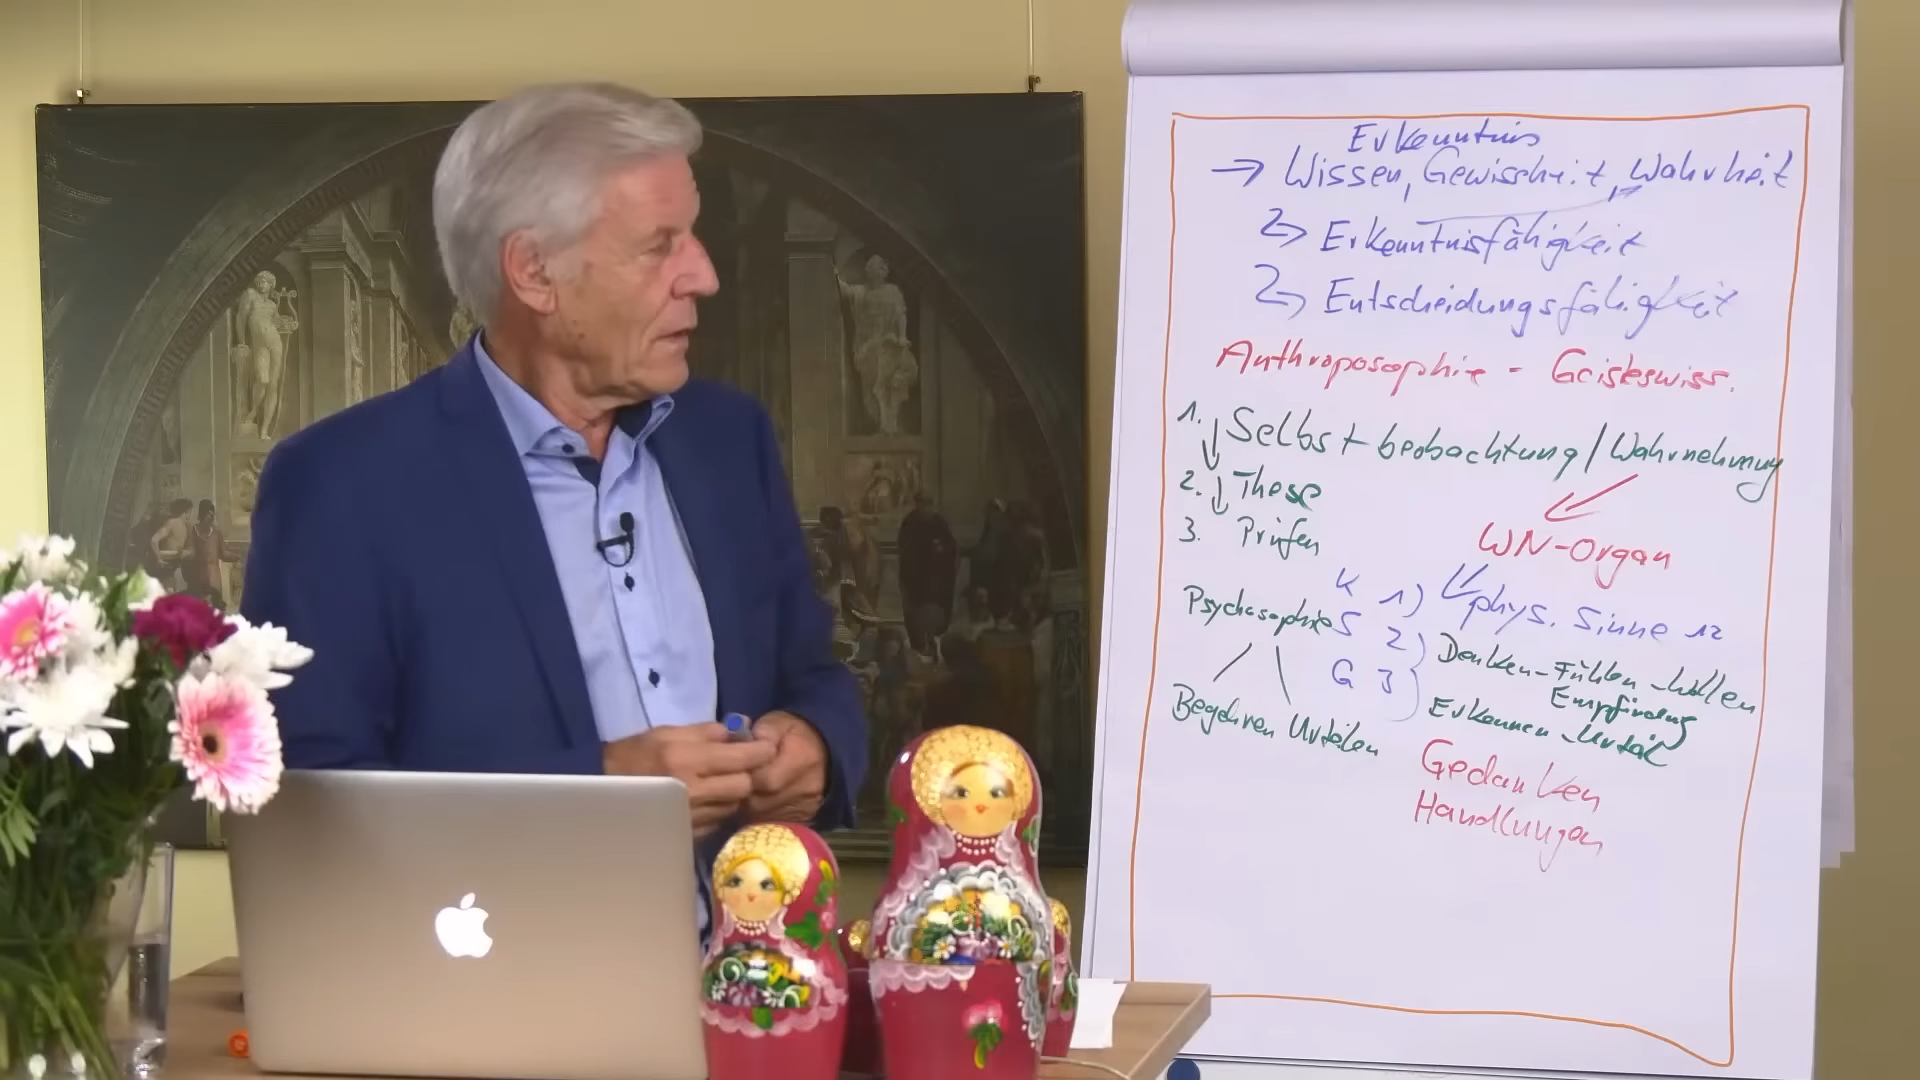 Erkenntnis
→ Wissen, Gewissheit, Wahrheit
↳ Erkenntnisfähigkeit
↳ Entscheidungsfähigkeit
Anthroposophie - Geisteswiss.
1. Selbstbeobachtung/Wahrnehmung
2. These
3. Prüfen
WN-Organ
K 1) phys. Sinne 12
S 2) Denken-Fühlen-Wollen
Empfindung
G 3) Erkennen-Urteil
Psychosophie
Begehren Urteilen
Gedanken
Handlungen